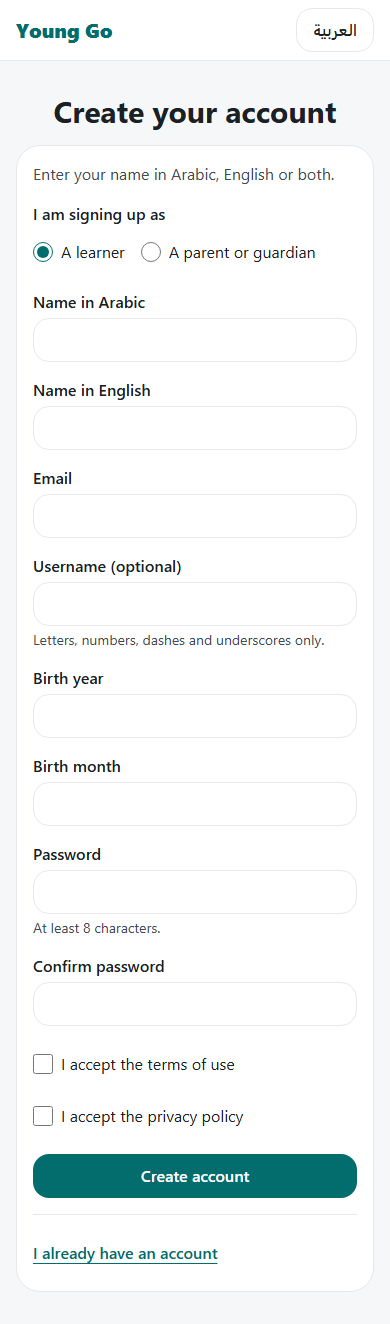 Young Go
العربية
Create your account
Enter your name in Arabic, English or both.
I am signing up as
A learner
A parent or guardian
Name in Arabic
Name in English
Email
Username (optional)
Letters, numbers, dashes and underscores only.
Birth year
Birth month
Password
At least 8 characters.
Confirm password
I accept the terms of use
I accept the privacy policy
Create account
I already have an account